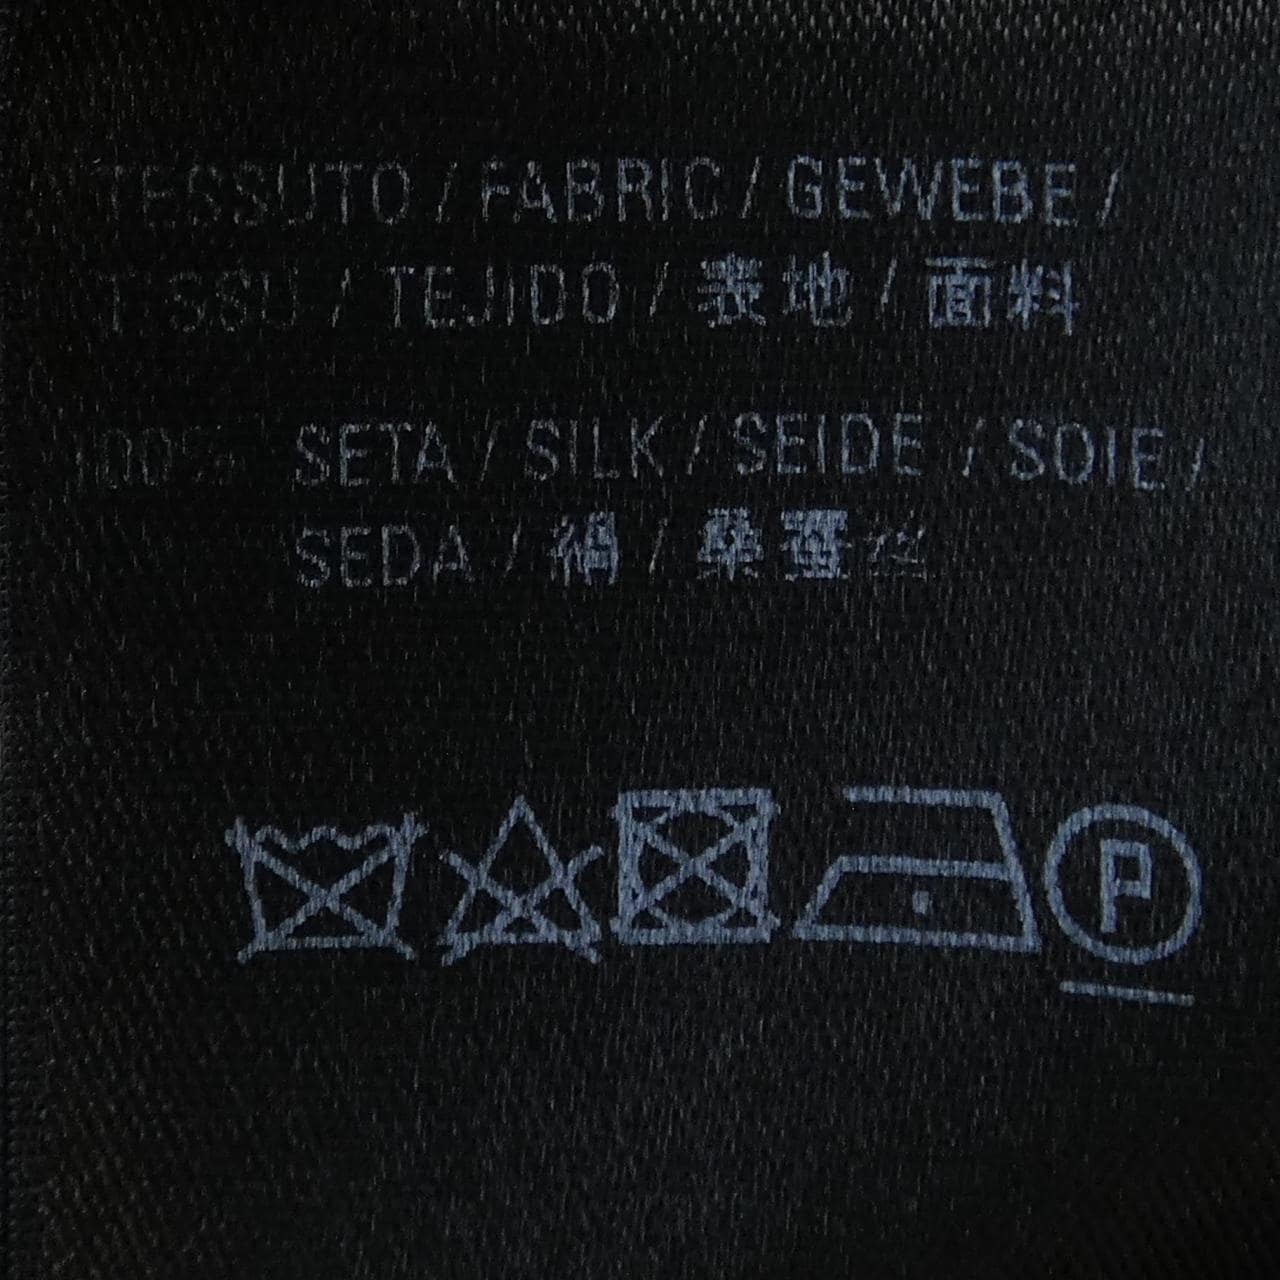 TESSUTO / FABRIC / GEWEBE /
TISSU / TEJIDO / 表地 / 面料
100% SETA / SILK / SEIDE / SOIE /
SEDA / 絹 / 桑蚕丝
P